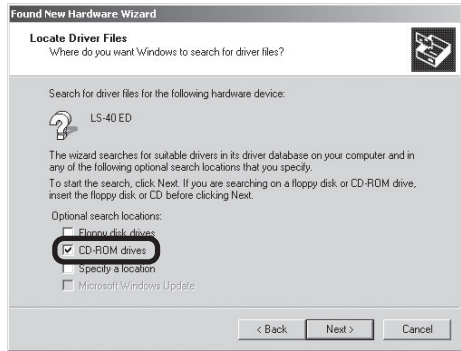 Found New Hardware Wizard
Locate Driver Files
Where do you want Windows to search for driver files?
Search for driver files for the following hardware device:
LS-40 ED
The wizard searches for suitable drivers in its driver database on your computer and in
any of the following optional search locations that you specify.
To start the search, click Next. If you are searching on a floppy disk or CD-ROM drive,
insert the floppy disk or CD before clicking Next.
Optional search locations:
Floppy disk drives
CD-ROM drives
Specify a location
Microsoft Windows Update
< Back
Next >
Cancel